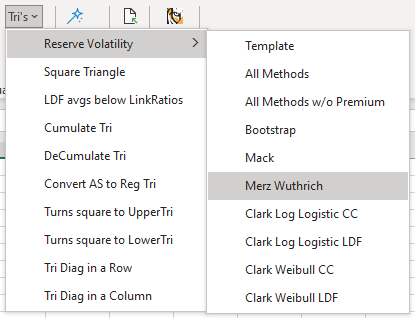 Tri's
Reserve Volatility
Square Triangle
LDF avgs below LinkRatios
Cumulate Tri
DeCumulate Tri
Convert AS to Reg Tri
Turns square to UpperTri
Turns square to LowerTri
Tri Diag in a Row
Tri Diag in a Column
Template
All Methods
All Methods w/o Premium
Bootstrap
Mack
Merz Wuthrich
Clark Log Logistic CC
Clark Log Logistic LDF
Clark Weibull CC
Clark Weibull LDF